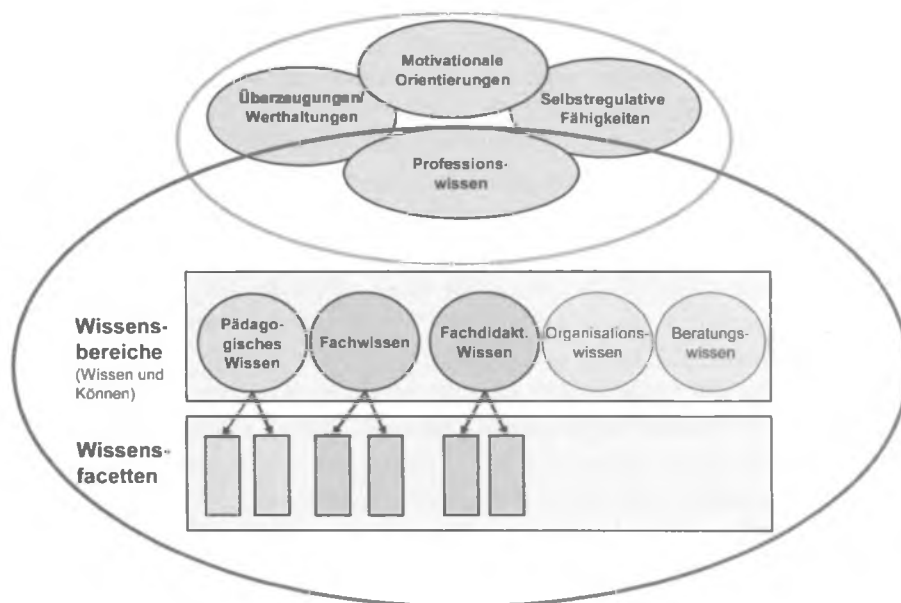 Motivationale
Orientierungen
Überzeugungen/
Werthaltungen
Selbstregulative
Fähigkeiten
Professions-
wissen
Wissens-
bereiche
(Wissen und
Können)
Pädago-
gisches
Wissen
Fachwissen
Fachdidakt.
Wissen
Organisations-
wissen
Beratungs-
wissen
Wissens-
facetten